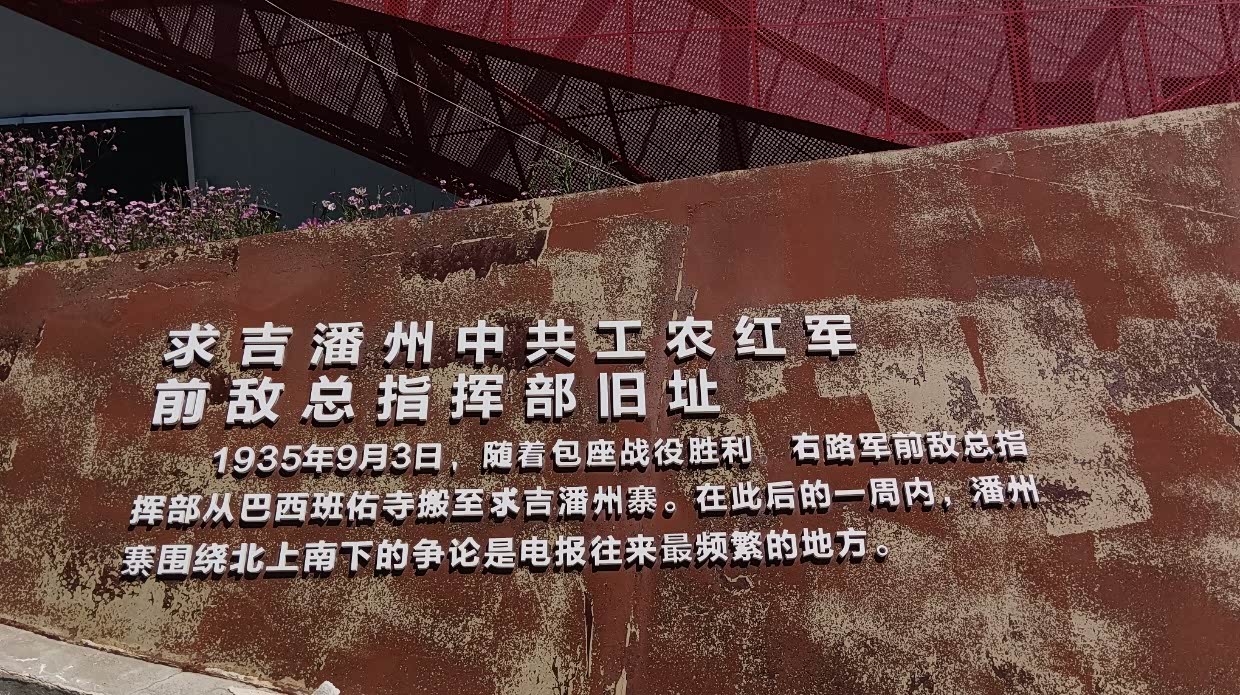 求吉潘州中共工农红军
前敌总指挥部旧址
1935年9月3日，随着包座战役胜利 右路军前敌总指
挥部从巴西班佑寺搬至求吉潘州寨。在此后的一周内，潘州
寨围绕北上南下的争论是电报往来最频繁的地方。